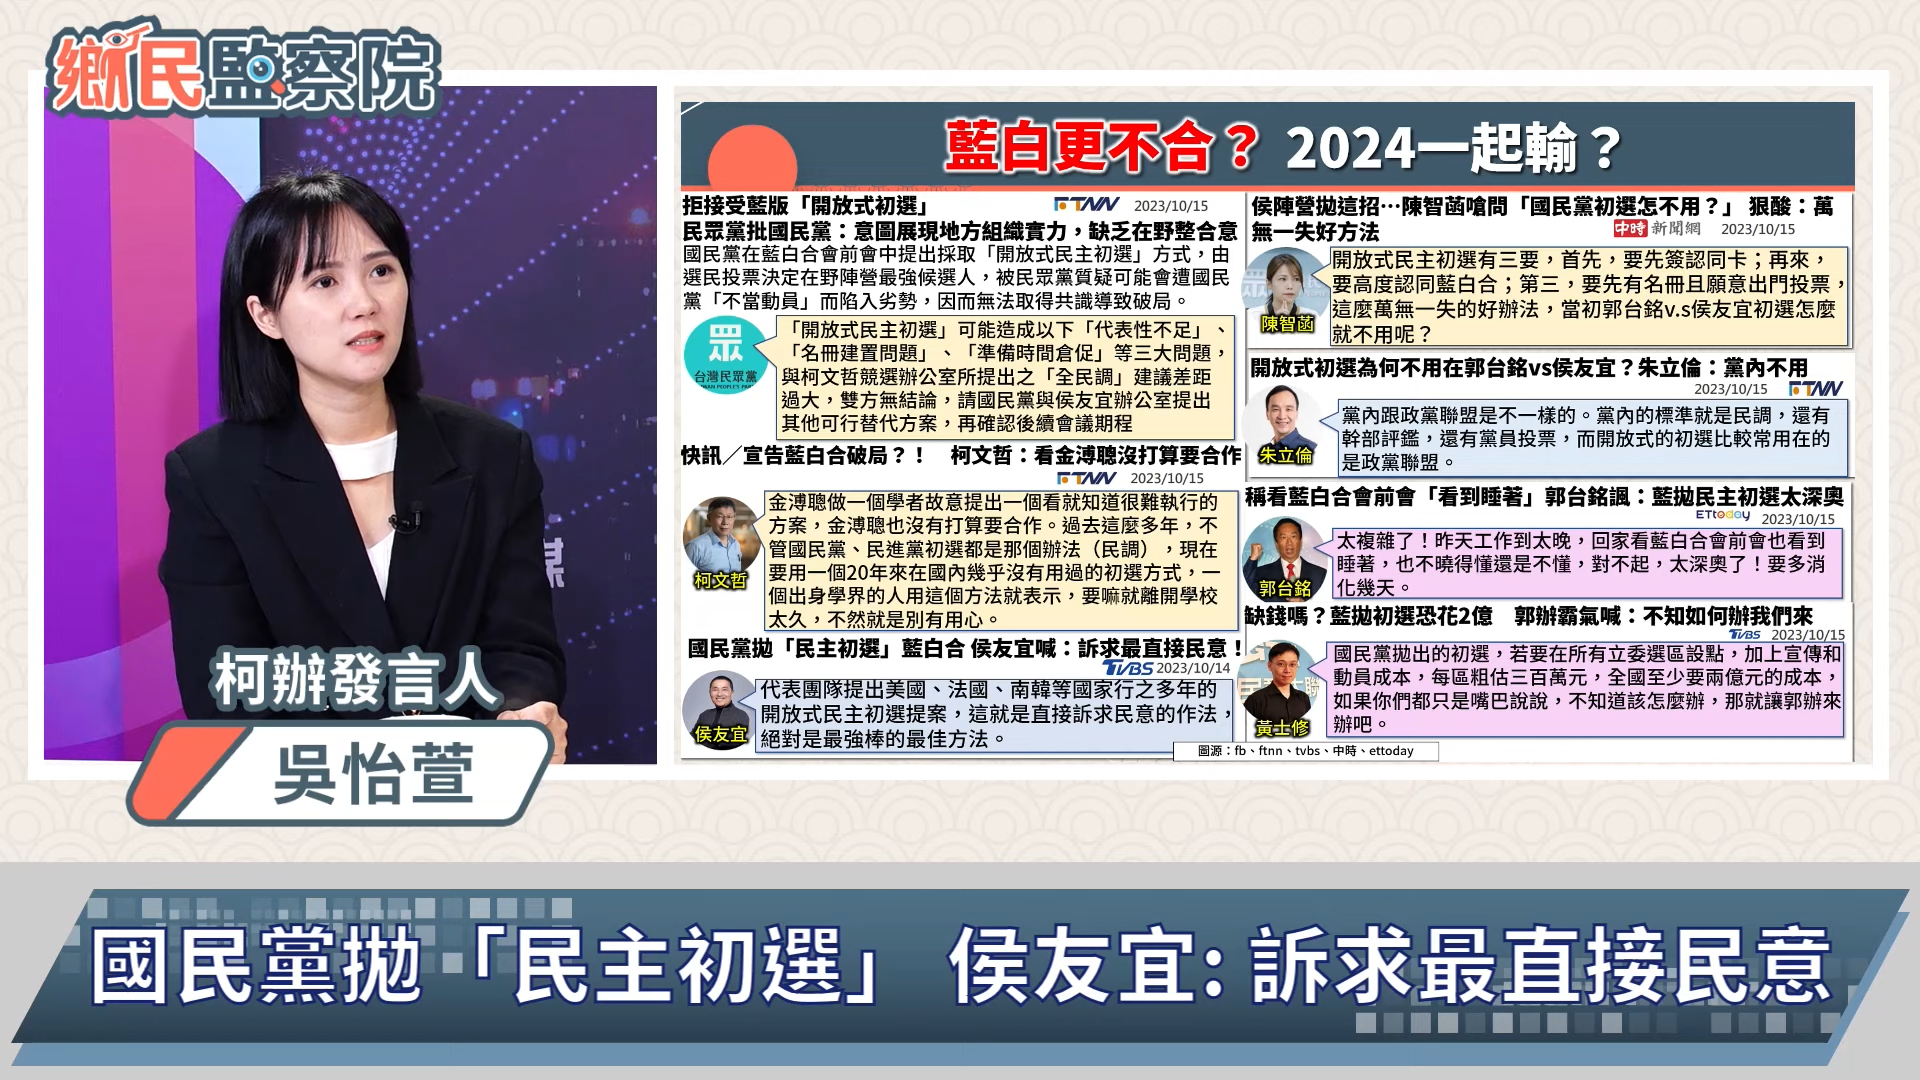 鄉民監察院
藍白更不合？ 2024一起輸？
拒接受藍版「開放式初選」
FTNN 2023/10/15
民眾黨批國民黨：意圖展現地方組織實力，缺乏在野整合意
國民黨在藍白合會前會中提出採取「開放式民主初選」方式，由
選民投票決定在野陣營最強候選人，被民眾黨質疑可能會遭國民
黨「不當動員」而陷入劣勢，因而無法取得共識導致破局。
眾
台灣民眾黨
「開放式民主初選」可能造成以下「代表性不足」、
「名冊建置問題」、「準備時間倉促」等三大問題，
與柯文哲競選辦公室所提出之「全民調」建議差距
過大，雙方無結論，請國民黨與侯友宜辦公室提出
其他可行替代方案，再確認後續會議期程
快訊／宣告藍白合破局？！ 柯文哲：看金溥聰沒打算要合作
FTNN 2023/10/15
金溥聰做一個學者故意提出一個看就知道很難執行的
方案，金溥聰也沒有打算要合作。過去這麼多年，不
管國民黨、民進黨初選都是那個辦法（民調），現在
要用一個20年來在國內幾乎沒有用過的初選方式，一
個出身學界的人用這個方法就表示，要嘛就離開學校
太久，不然就是別有用心。
柯文哲
國民黨拋「民主初選」藍白合 侯友宜喊：訴求最直接民意！
TVBS 2023/10/14
代表團隊提出美國、法國、南韓等國家行之多年的
開放式民主初選提案，這就是直接訴求民意的作法，
絕對是最強棒的最佳方法。
侯友宜
侯陣營拋這招…陳智菡嗆問「國民黨初選怎不用？」 狠酸：萬
無一失好方法
中時 新聞網 2023/10/15
開放式民主初選有三要，首先，要先簽認同卡；再來，
要高度認同藍白合；第三，要先有名冊且願意出門投票，
這麼萬無一失的好辦法，當初郭台銘v.s侯友宜初選怎麼
就不用呢？
陳智菡
開放式初選為何不用在郭台銘vs侯友宜？朱立倫：黨內不用
2023/10/15 FTNN
黨內跟政黨聯盟是不一樣的。黨內的標準就是民調，還有
幹部評鑑，還有黨員投票，而開放式的初選比較常用在的
是政黨聯盟。
朱立倫
稱看藍白合會前會「看到睡著」郭台銘諷：藍拋民主初選太深奧
ETtoday 2023/10/15
太複雜了！昨天工作到太晚，回家看藍白合會前會也看到
睡著，也不曉得懂還是不懂，對不起，太深奧了！要多消
化幾天。
郭台銘
缺錢嗎？藍拋初選恐花2億 郭辦霸氣喊：不知如何辦我們來
TVBS 2023/10/15
國民黨拋出的初選，若要在所有立委選區設點，加上宣傳和
動員成本，每區粗估三百萬元，全國至少要兩億元的成本，
如果你們都只是嘴巴說說，不知道該怎麼辦，那就讓郭辦來
辦吧。
黃士修
圖源：fb、ftnn、tvbs、中時、ettoday
柯辦發言人
吳怡萱
國民黨拋「民主初選」 侯友宜:訴求最直接民意